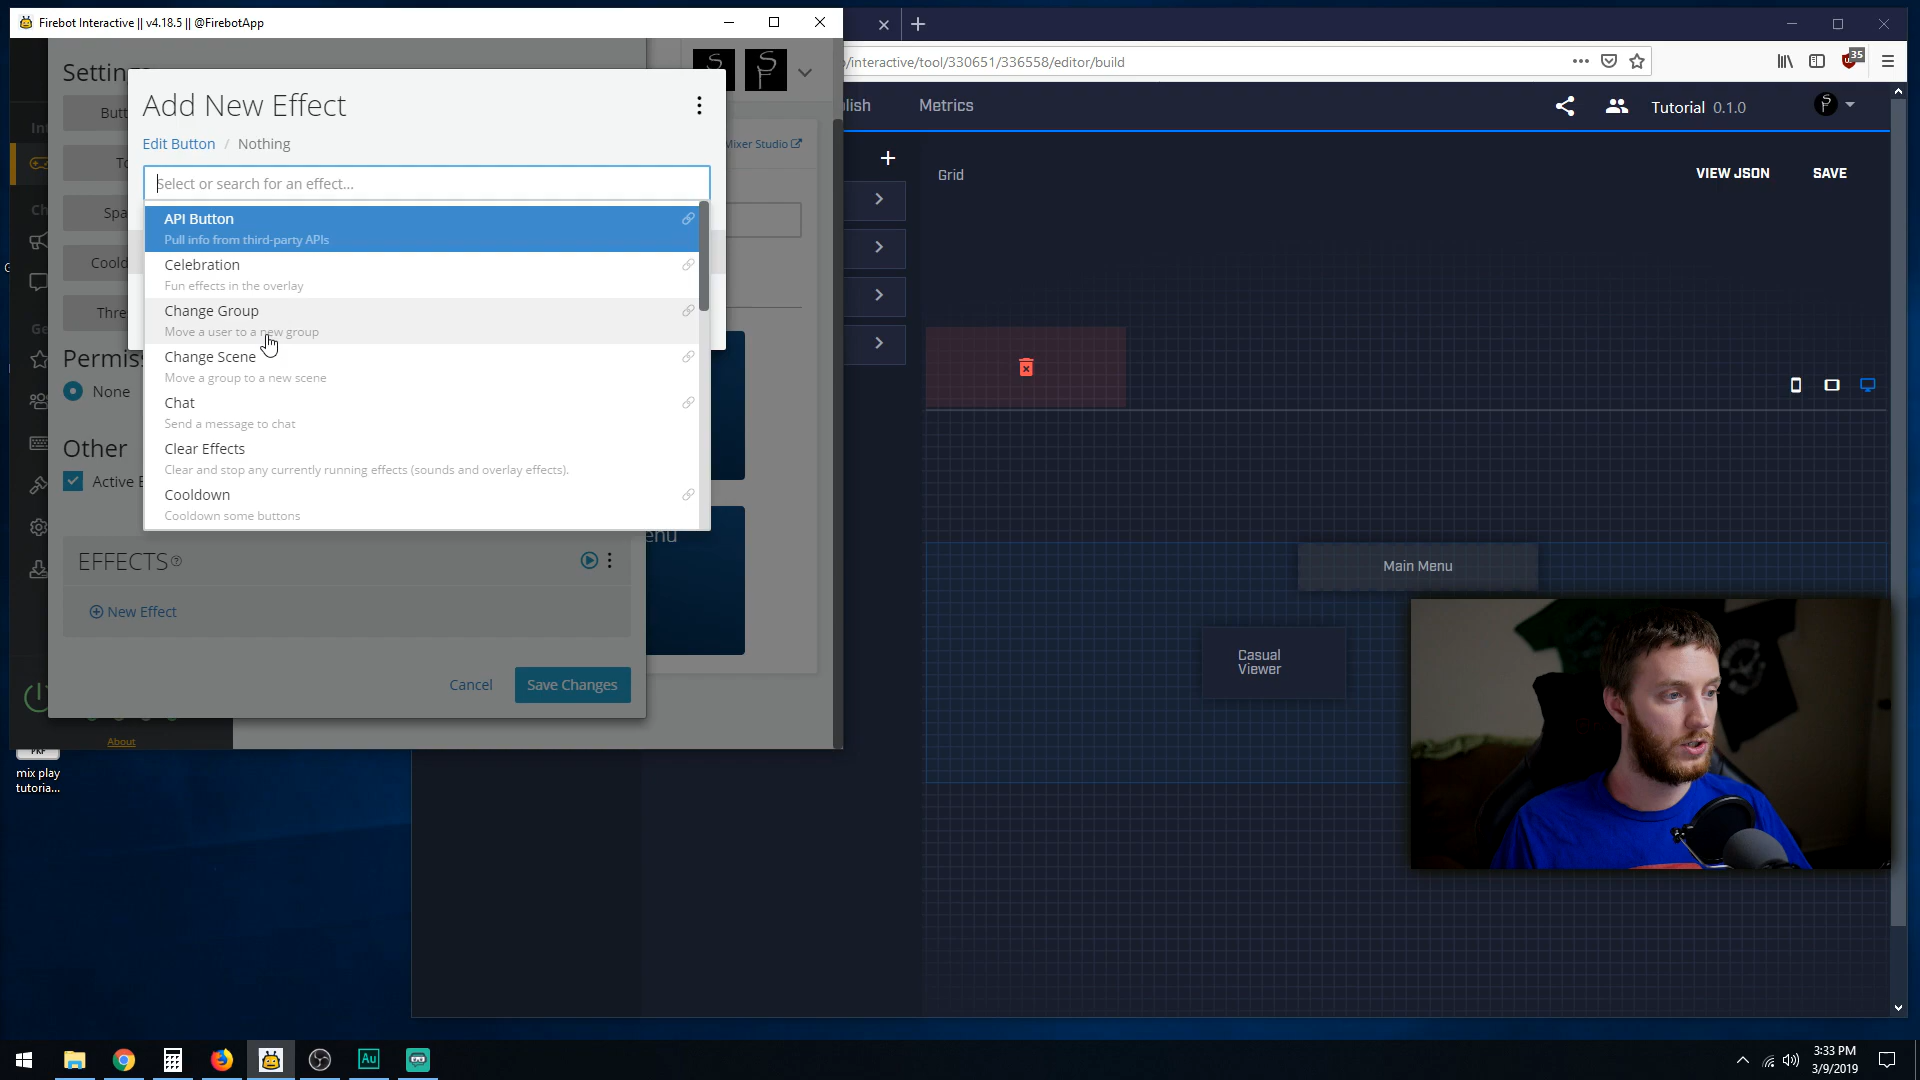 Firebot Interactive || v4.18.5 || @FirebotApp
/interactive/tool/330651/336558/editor/build
35
Add New Effect
Edit Button / Nothing
Select or search for an effect...
API Button
Pull info from third-party APIs
Celebration
Fun effects in the overlay
Change Group
Move a user to a new group
Change Scene
Move a group to a new scene
Chat
Send a message to chat
Clear Effects
Clear and stop any currently running effects (sounds and overlay effects).
Cooldown
Cooldown some buttons
Settin
Butt
To
Spa
Coold
Thre
Permis
None
Other
Active E
EFFECTS
New Effect
Cancel
Save Changes
About
Mixer Studio
enu
lish
Metrics
Tutorial 0.1.0
Grid
VIEW JSON
SAVE
Main Menu
Casual
Viewer
mix play
tutoria...
Au
3:33 PM
3/9/2019